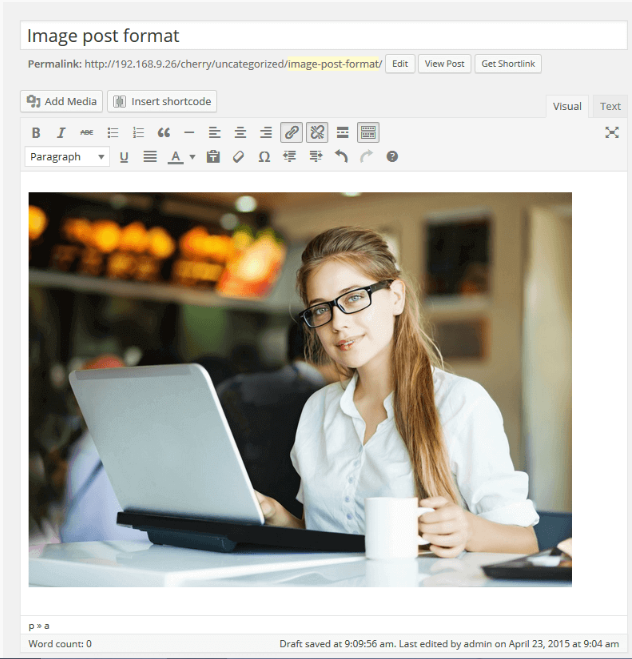 Image post format
Permalink: http://192.168.9.26/cherry/uncategorized/image-post-format/ Edit View Post Get Shortlink
Add Media Insert shortcode
Visual Text
B I ABC
Paragraph U A Ω ?
p » a
Word count: 0 Draft saved at 9:09:56 am. Last edited by admin on April 23, 2015 at 9:04 am